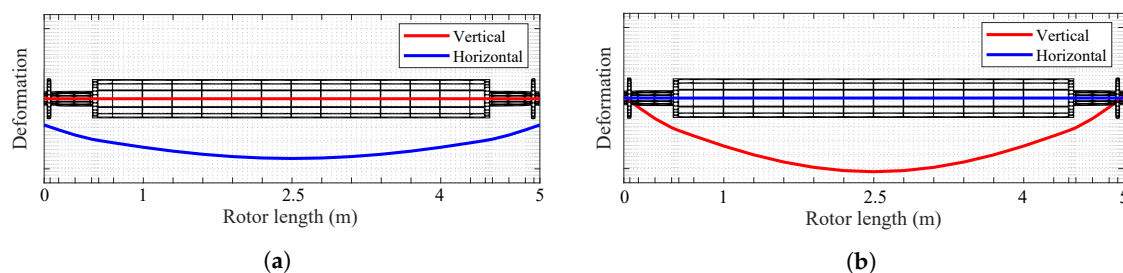 Vertical
Horizontal
Deformation
0
1
2.5
4
5
Rotor length (m)
(a)
Vertical
Horizontal
Deformation
0
1
2.5
4
5
Rotor length (m)
(b)